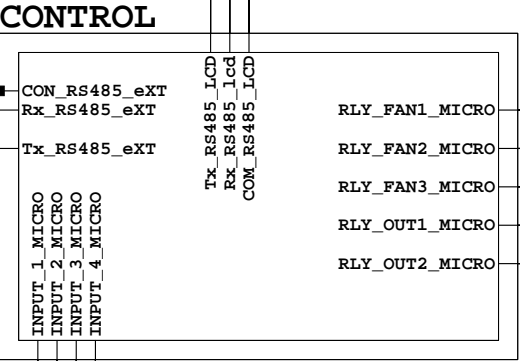 CONTROL
CON_RS485_eXT
Rx_RS485_eXT
Tx_RS485_eXT
Tx_RS485_LCD
Rx_RS485_lcd
COM_RS485_LCD
RLY_FAN1_MICRO
RLY_FAN2_MICRO
RLY_FAN3_MICRO
RLY_OUT1_MICRO
RLY_OUT2_MICRO
INPUT_1_MICRO
INPUT_2_MICRO
INPUT_3_MICRO
INPUT_4_MICRO